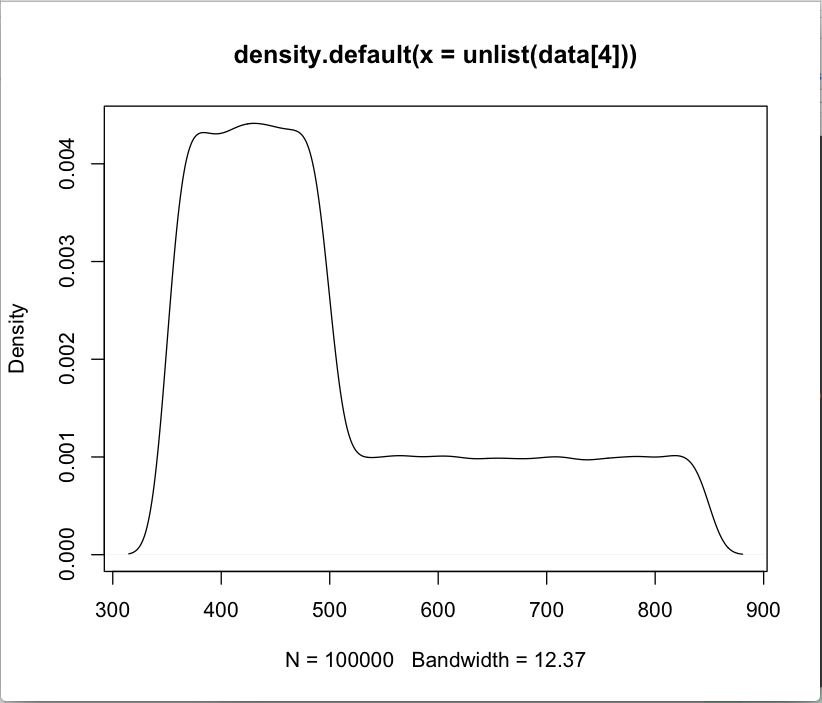 density.default(x = unlist(data[4]))
Density
0.004
0.003
0.002
0.001
0.000
300 400 500 600 700 800 900
N = 100000 Bandwidth = 12.37